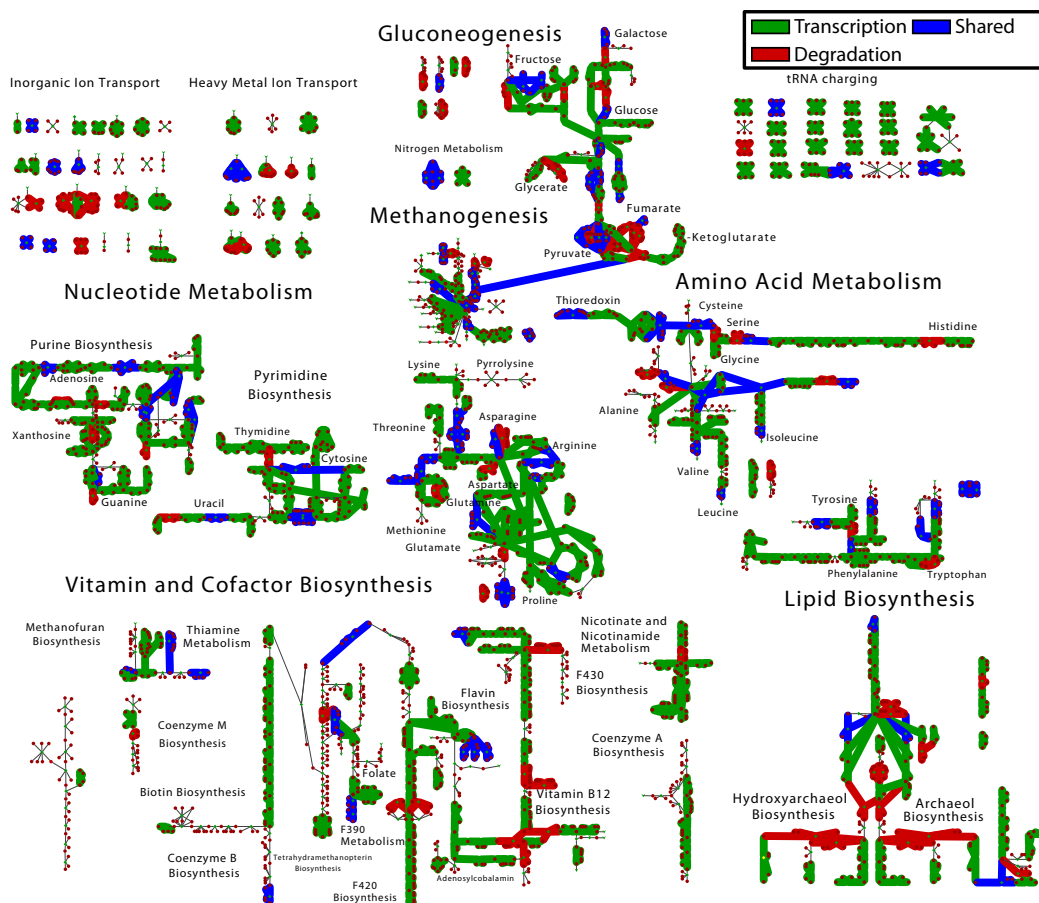 Gluconeogenesis
Galactose
Fructose
Glucose
Nitrogen Metabolism
Glycerate
Transcription
Shared
Degradation
tRNA charging
Inorganic Ion Transport
Heavy Metal Ion Transport
Methanogenesis
Fumarate
Pyruvate
-Ketoglutarate
Nucleotide Metabolism
Purine Biosynthesis
Adenosine
Xanthosine
Guanine
Pyrimidine
Biosynthesis
Thymidine
Cytosine
Uracil
Amino Acid Metabolism
Thioredoxin
Cysteine
Serine
Histidine
Glycine
Alanine
Isoleucine
Valine
Leucine
Lysine
Pyrrolysine
Threonine
Asparagine
Arginine
Aspartate
Glutamine
Methionine
Glutamate
Proline
Tyrosine
Phenylalanine
Tryptophan
Vitamin and Cofactor Biosynthesis
Methanofuran
Biosynthesis
Thiamine
Metabolism
Coenzyme M
Biosynthesis
Biotin Biosynthesis
Coenzyme B
Biosynthesis
Tetrahydramethanopterin
Biosynthesis
Folate
F390
Metabolism
F420
Biosynthesis
Flavin
Biosynthesis
Adenosylcobalamin
Vitamin B12
Biosynthesis
Nicotinate and
Nicotinamide
Metabolism
F430
Biosynthesis
Coenzyme A
Biosynthesis
Lipid Biosynthesis
Hydroxyarchaeol
Biosynthesis
Archaeol
Biosynthesis